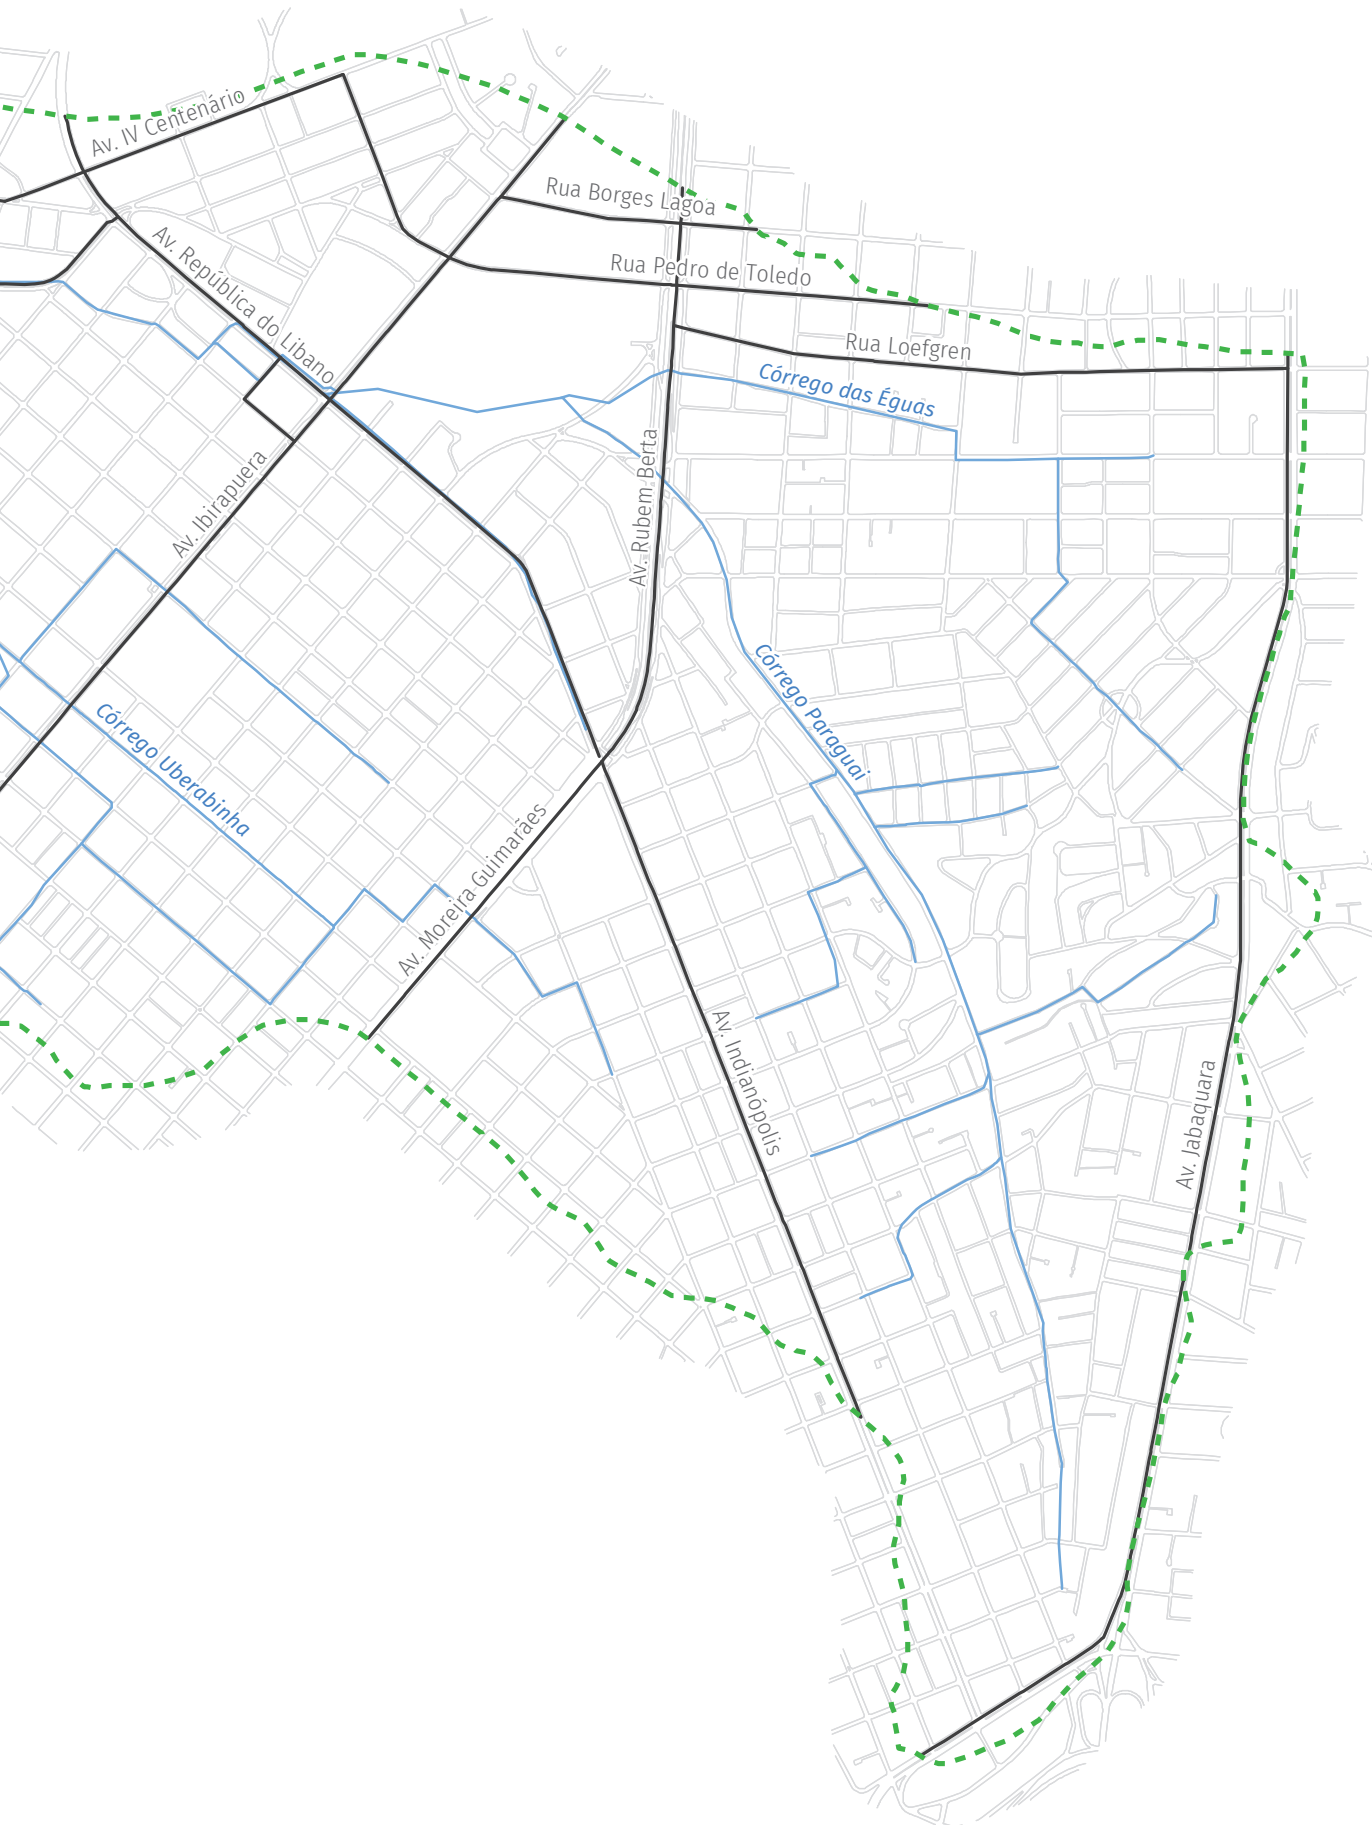 Av. IV Centenário
Rua Borges Lagoa
Av. República do Líbano
Rua Pedro de Toledo
Rua Loefgren
Córrego das Éguas
Av. Rubem Berta
Av. Ibirapuera
Córrego Paraguai
Córrego Uberabinha
Av. Moreira Guimarães
Av. Indianópolis
Av. Jabaquara